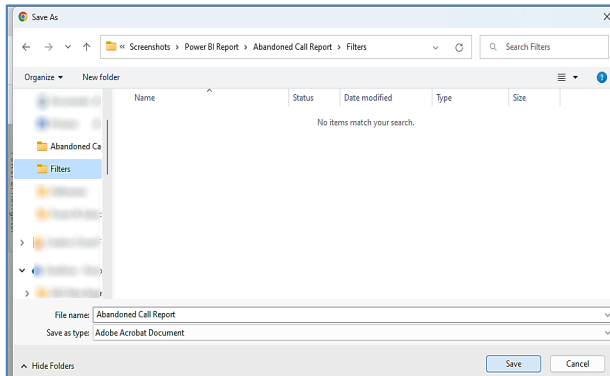 Save As
« Screenshots > Power BI Report > Abandoned Call Report > Filters
Search Filters
Organize
New folder
?
Name Status Date modified Type Size
No items match your search.
Abandoned Ca
Filters
File name: Abandoned Call Report
Save as type: Adobe Acrobat Document
Hide Folders
Save
Cancel